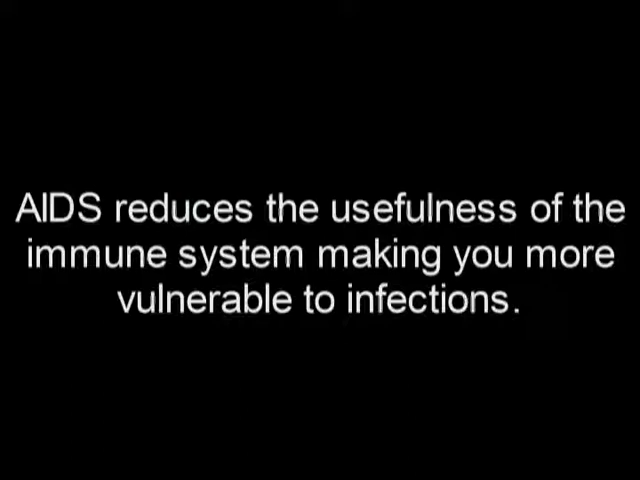 AIDS reduces the usefulness of the
immune system making you more
vulnerable to infections.